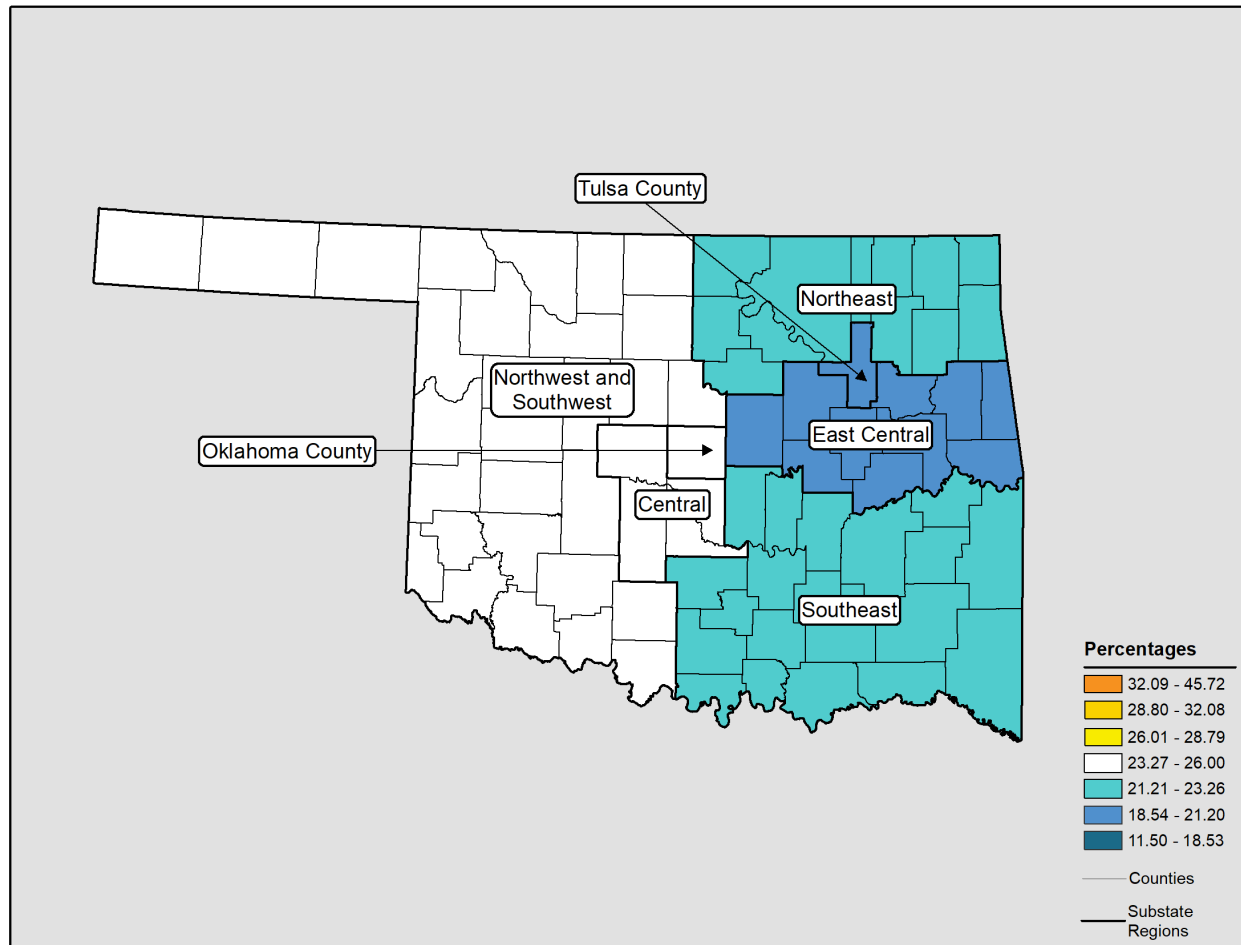 Tulsa County
Northeast
Northwest and
Southwest
East Central
Oklahoma County
Central
Southeast
Percentages
32.09 - 45.72
28.80 - 32.08
26.01 - 28.79
23.27 - 26.00
21.21 - 23.26
18.54 - 21.20
11.50 - 18.53
Counties
Substate
Regions